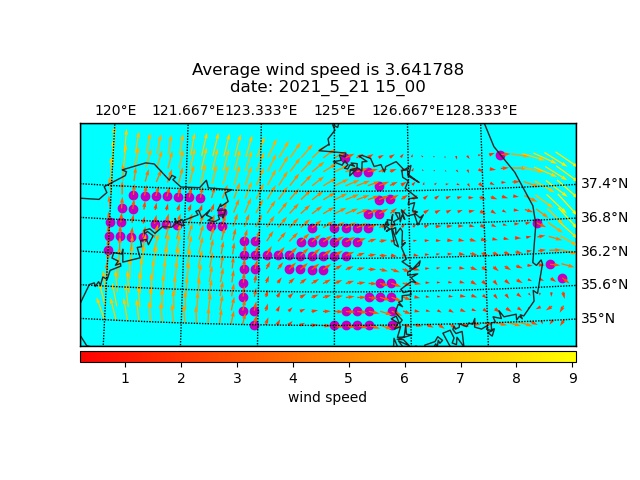 Average wind speed is 3.641788
date: 2021_5_21 15_00
120°E 121.667°E 123.333°E 125°E 126.667°E 128.333°E
37.4°N
36.8°N
36.2°N
35.6°N
35°N
1 2 3 4 5 6 7 8 9
wind speed